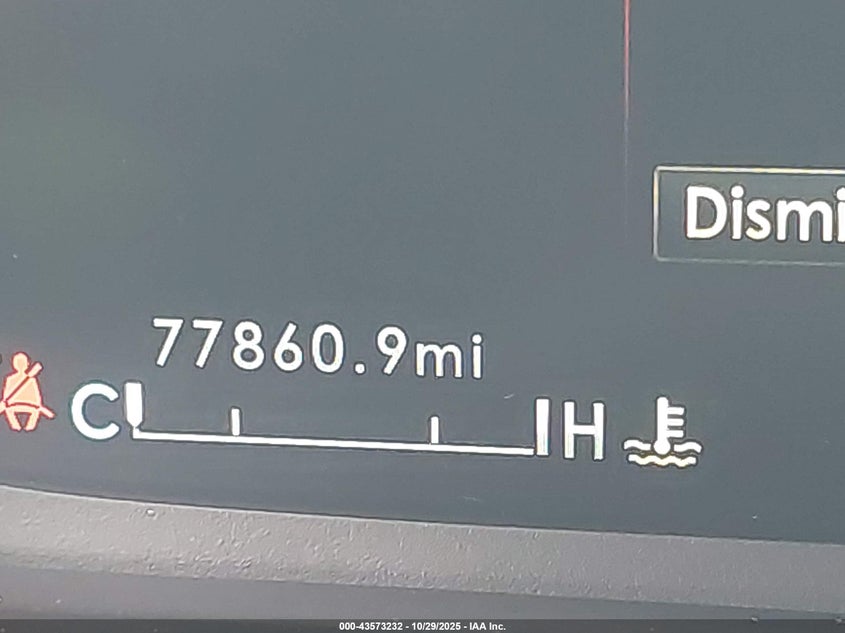 Dismi
77860.9mi
C H
000-43573232 - 10/29/2025 - IAA Inc.